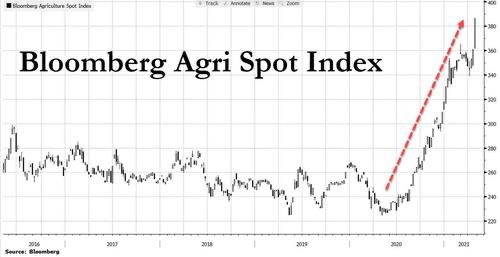 Bloomberg Agriculture Spot Index
Track Annotate News Zoom
Bloomberg Agri Spot Index
400
380
360
340
320
300
280
260
240
220
2016 2017 2018 2019 2020 2021
Source: Bloomberg